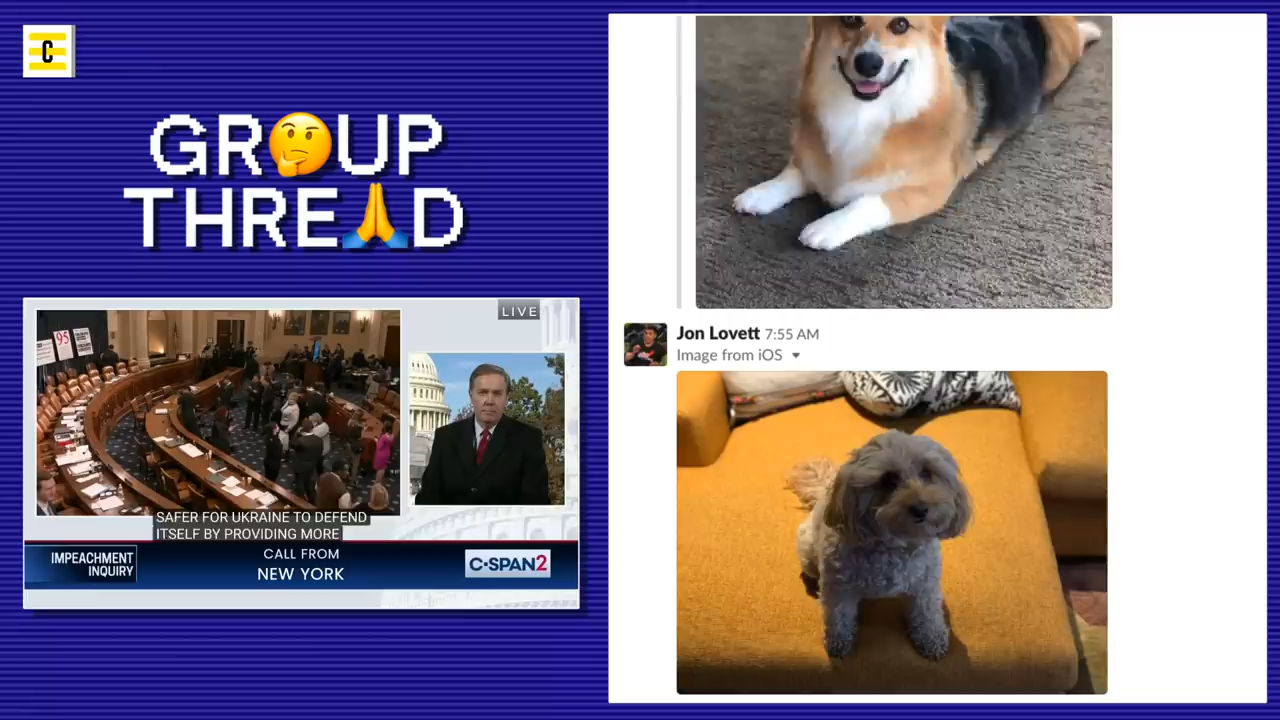 C
GR🤔UP
THRE🙏D
LIVE
95
SAFER FOR UKRAINE TO DEFEND
ITSELF BY PROVIDING MORE
IMPEACHMENT
INQUIRY
CALL FROM
NEW YORK
C-SPAN2
Jon Lovett 7:55 AM
Image from iOS